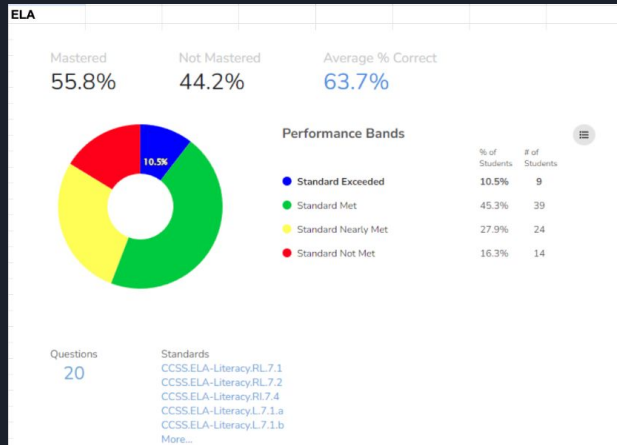 ELA
Mastered Not Mastered Average % Correct
55.8% 44.2% 63.7%
Performance Bands
% of # of
Students Students
10.5%
Standard Exceeded 10.5% 9
Standard Met 45.3% 39
Standard Nearly Met 27.9% 24
Standard Not Met 16.3% 14
Questions Standards
20 CCSS.ELA-Literacy.RL.7.1
CCSS.ELA-Literacy.RL.7.2
CCSS.ELA-Literacy.RI.7.4
CCSS.ELA-Literacy.L.7.1.a
CCSS.ELA-Literacy.L.7.1.b
More...